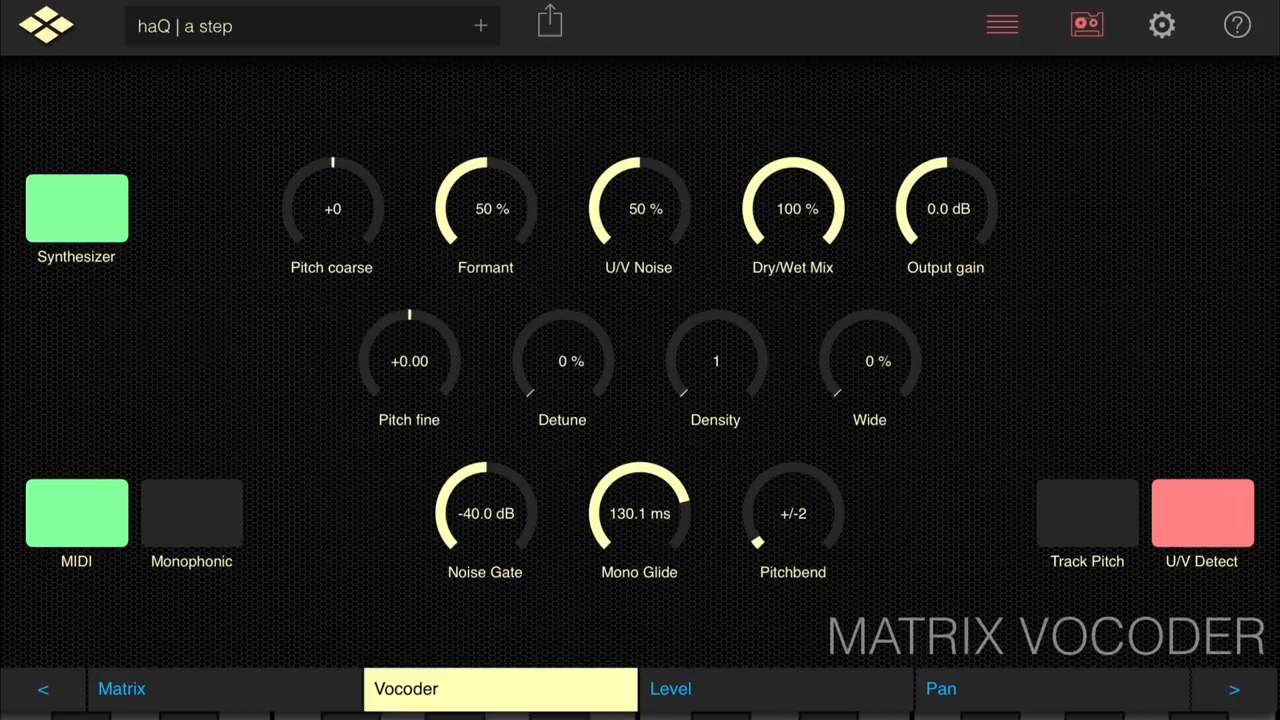 haQ | a step +
?
+0 50 % 50 % 100 % 0.0 dB
Synthesizer Pitch coarse Formant U/V Noise Dry/Wet Mix Output gain
+0.00 0 % 1 0 %
Pitch fine Detune Density Wide
-40.0 dB 130.1 ms +/-2
MIDI Monophonic Noise Gate Mono Glide Pitchbend Track Pitch U/V Detect
MATRIX VOCODER
< Matrix Vocoder Level Pan >